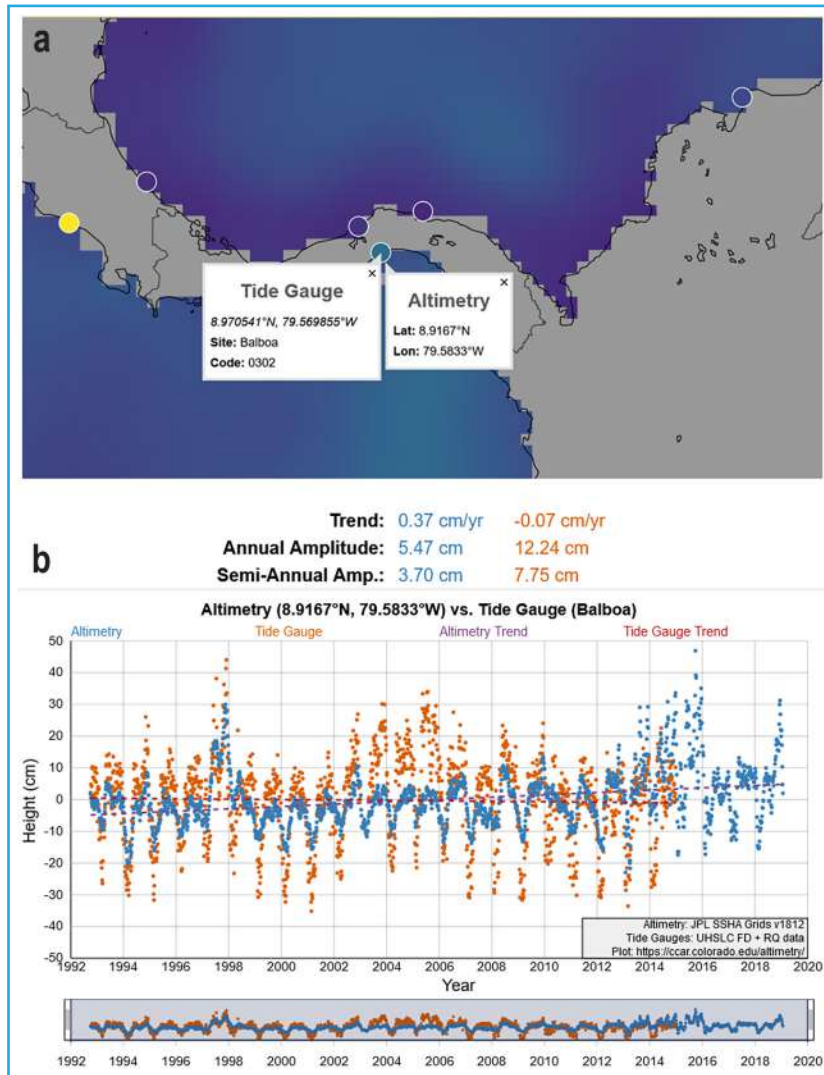 a
×
Tide Gauge
8.970541°N, 79.569855°W
Site: Balboa
Code: 0302
×
Altimetry
Lat: 8.9167°N
Lon: 79.5833°W
b
Trend: 0.37 cm/yr -0.07 cm/yr
Annual Amplitude: 5.47 cm 12.24 cm
Semi-Annual Amp.: 3.70 cm 7.75 cm
Altimetry (8.9167°N, 79.5833°W) vs. Tide Gauge (Balboa)
Altimetry Tide Gauge Altimetry Trend Tide Gauge Trend
50
40
30
20
10
0
-10
-20
-30
-40
-50
Height (cm)
Altimetry: JPL SSHA Grids v1812
Tide Gauges: UHSLC FD + RQ data
Plot: https://ccar.colorado.edu/altimetry/
1992 1994 1996 1998 2000 2002 2004 2006 2008 2010 2012 2014 2016 2018 2020
Year
1992 1994 1996 1998 2000 2002 2004 2006 2008 2010 2012 2014 2016 2018 2020